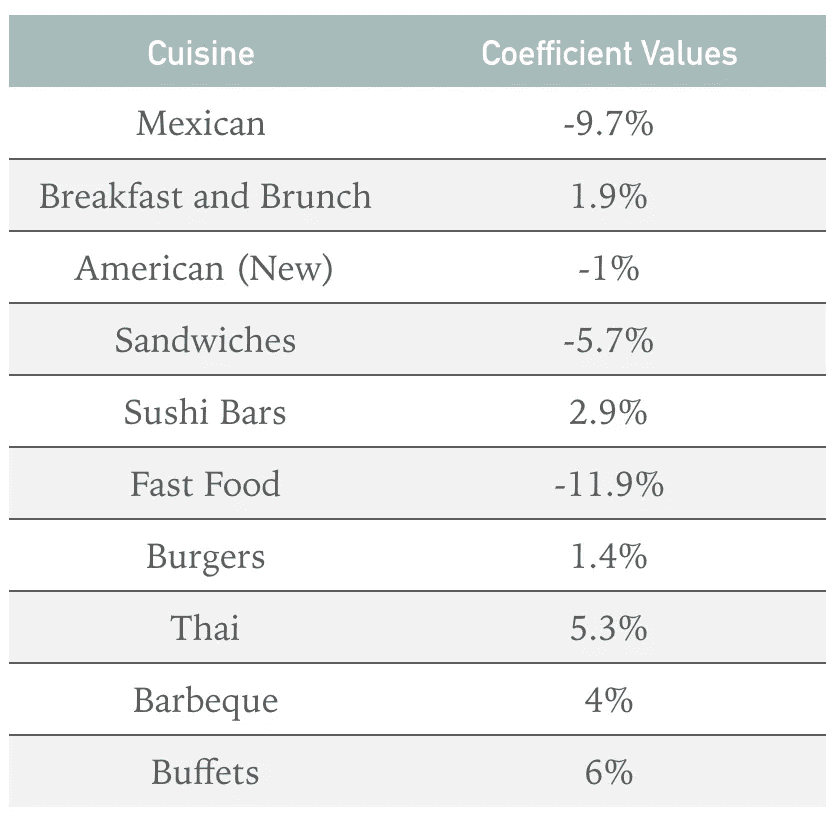 Cuisine Coefficient Values
Mexican -9.7%
Breakfast and Brunch 1.9%
American (New) -1%
Sandwiches -5.7%
Sushi Bars 2.9%
Fast Food -11.9%
Burgers 1.4%
Thai 5.3%
Barbeque 4%
Buffets 6%